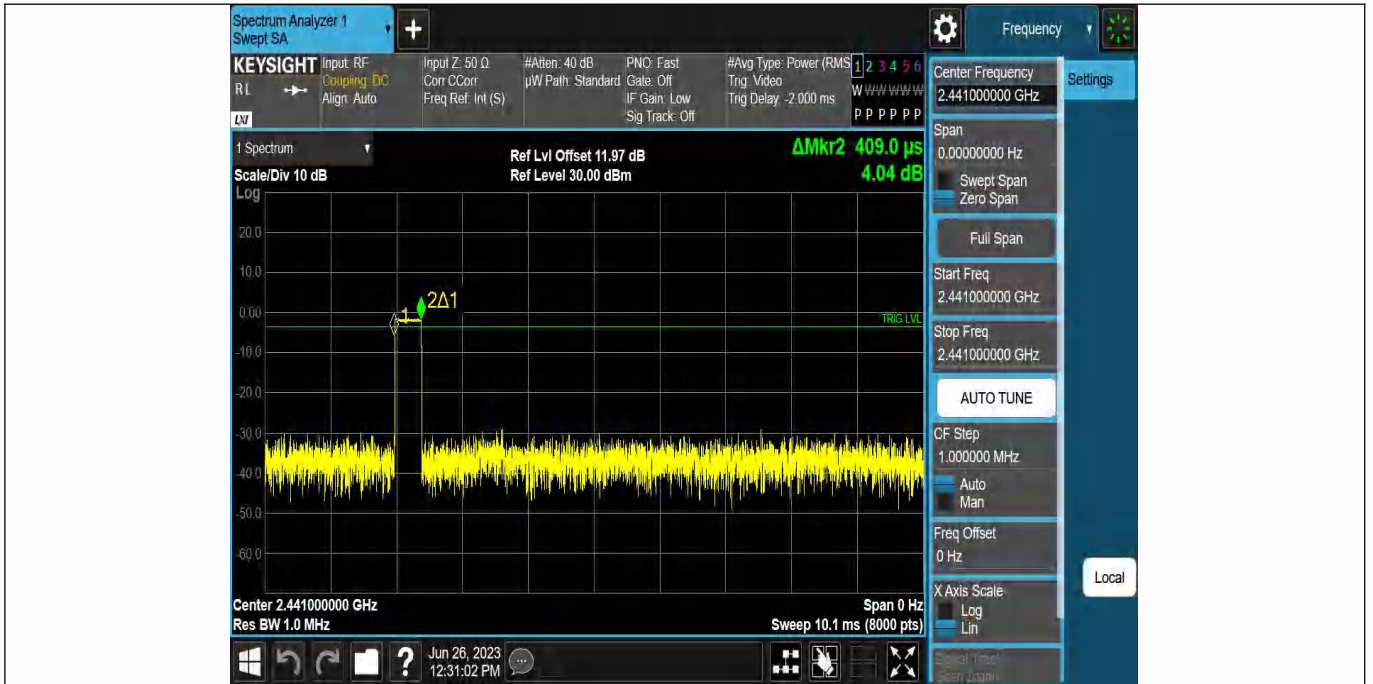 Spectrum Analyzer 1
Swept SA
+
Frequency
KEYSIGHT
RL
LXI
Input: RF
Coupling: DC
Align: Auto
Input Z: 50 Ω
Corr CCorr
Freq Ref: Int (S)
#Atten: 40 dB
µW Path: Standard
PNO: Fast
Gate: Off
IF Gain: Low
Sig Track: Off
#Avg Type: Power (RMS
Trig: Video
Trig Delay: -2.000 ms
1 2 3 4 5 6
W W W W W W
P P P P P P
1 Spectrum
Scale/Div 10 dB
Ref Lvl Offset 11.97 dB
Ref Level 30.00 dBm
ΔMkr2 409.0 µs
4.04 dB
Log
20.0
10.0
0.00
-10.0
-20.0
-30.0
-40.0
-50.0
-60.0
1
2Δ1
TRIG LVL
Center 2.441000000 GHz
Res BW 1.0 MHz
Span 0 Hz
Sweep 10.1 ms (8000 pts)
?
Jun 26, 2023
12:31:02 PM
Center Frequency
2.441000000 GHz
Settings
Span
0.00000000 Hz
Swept Span
Zero Span
Full Span
Start Freq
2.441000000 GHz
Stop Freq
2.441000000 GHz
AUTO TUNE
CF Step
1.000000 MHz
Auto
Man
Freq Offset
0 Hz
X Axis Scale
Log
Lin
Local